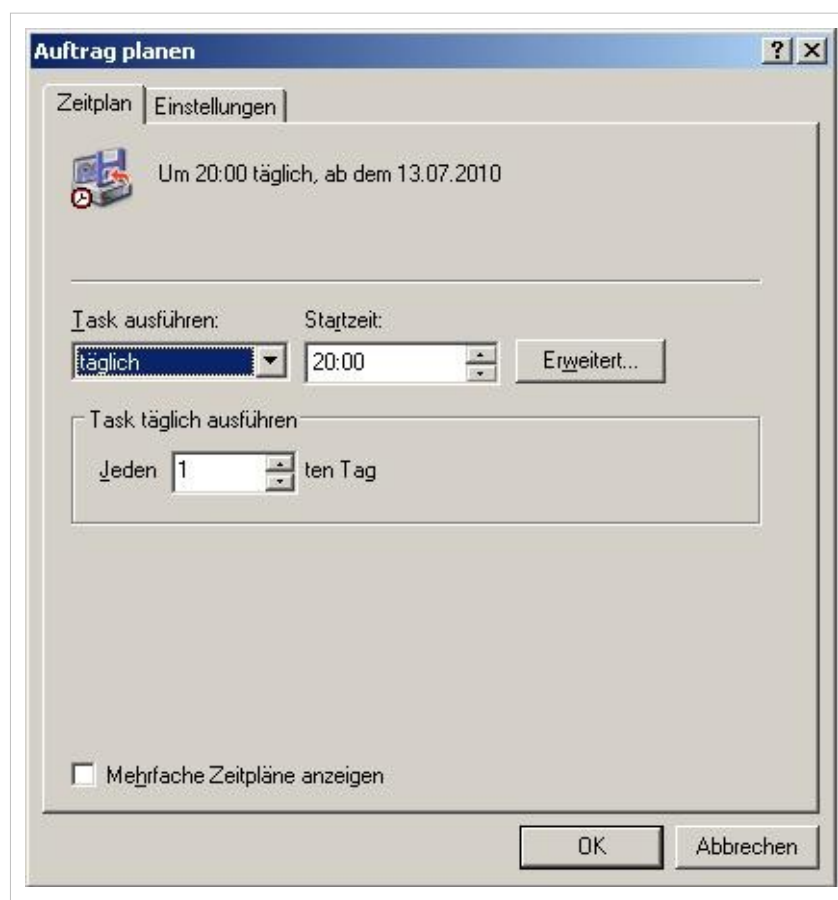 Auftrag planen
Zeitplan Einstellungen
Um 20:00 täglich, ab dem 13.07.2010
Task ausführen: Startzeit:
täglich 20:00 Erweitert...
Task täglich ausführen
Jeden 1 ten Tag
Mehrfache Zeitpläne anzeigen
OK Abbrechen